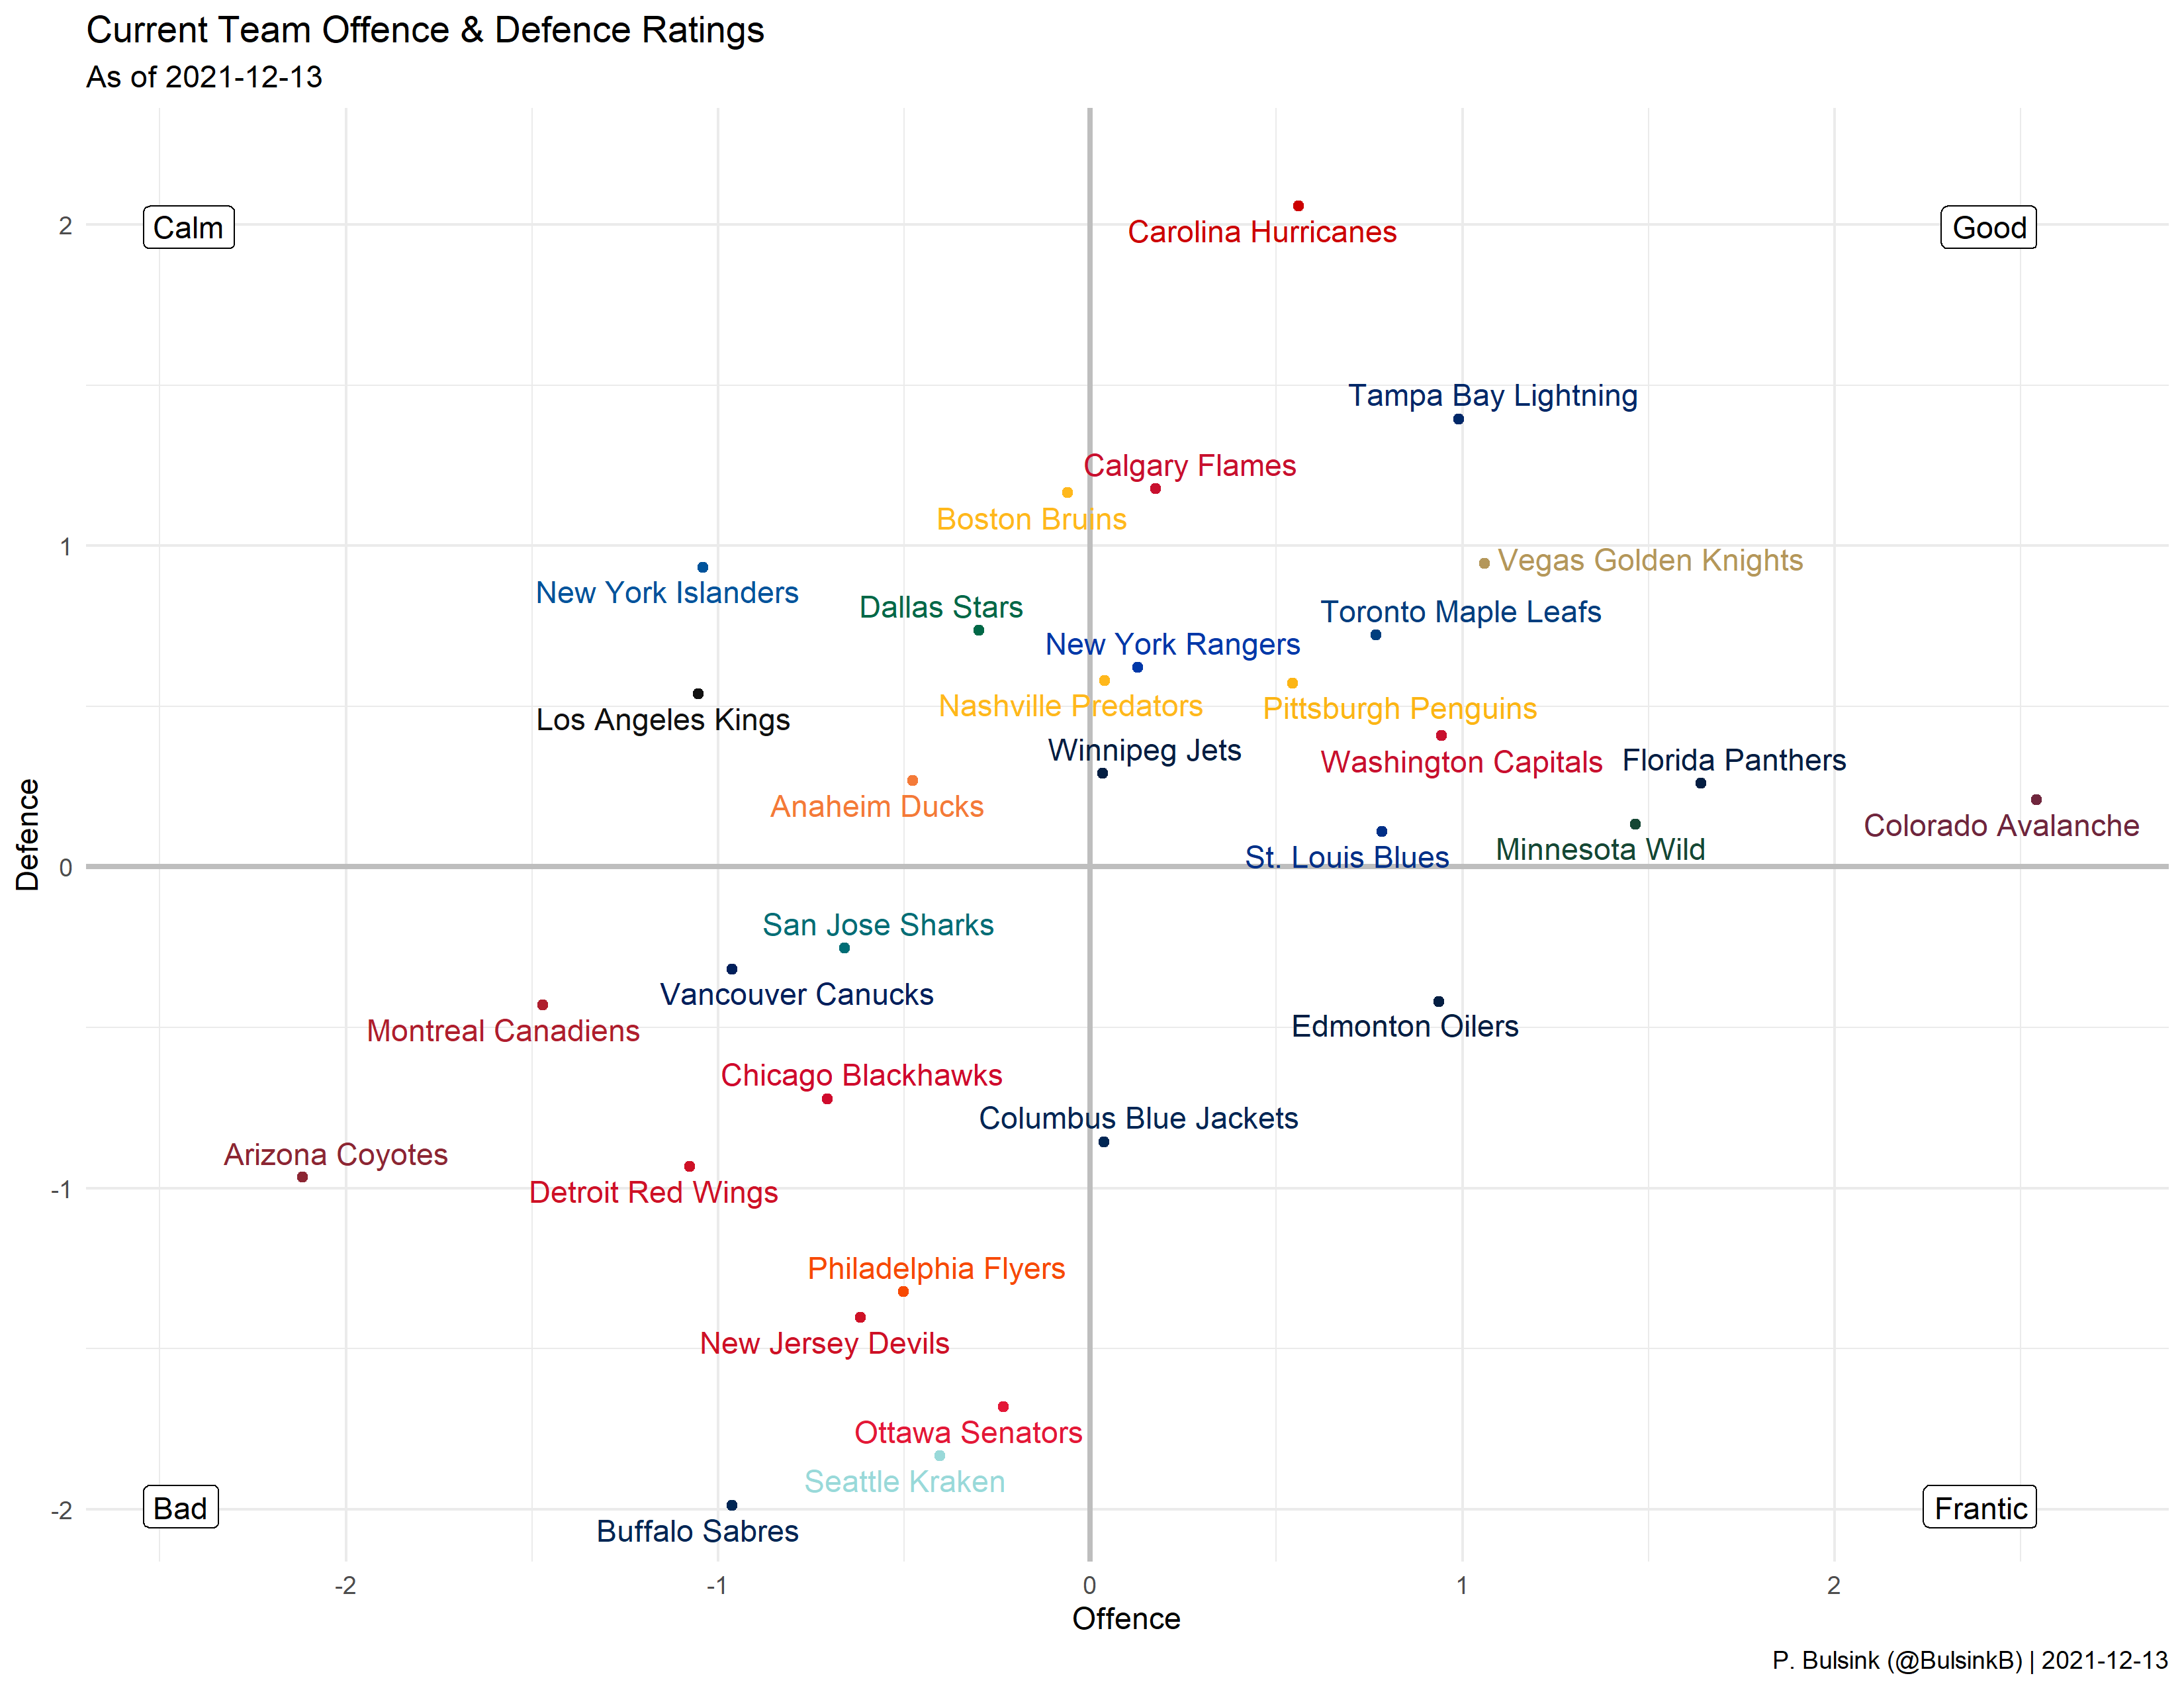 Current Team Offence & Defence Ratings
As of 2021-12-13
2
Calm
Good
Carolina Hurricanes
Tampa Bay Lightning
Calgary Flames
Boston Bruins
1
Vegas Golden Knights
New York Islanders
Dallas Stars
Toronto Maple Leafs
New York Rangers
Nashville Predators
Pittsburgh Penguins
Los Angeles Kings
Winnipeg Jets
Washington Capitals
Florida Panthers
Anaheim Ducks
Colorado Avalanche
St. Louis Blues
Minnesota Wild
Defence
0
San Jose Sharks
Vancouver Canucks
Montreal Canadiens
Edmonton Oilers
Chicago Blackhawks
Columbus Blue Jackets
Arizona Coyotes
-1
Detroit Red Wings
Philadelphia Flyers
New Jersey Devils
Ottawa Senators
Seattle Kraken
-2
Bad
Frantic
Buffalo Sabres
-2 -1 0 1 2
Offence
P. Bulsink (@BulsinkB) | 2021-12-13